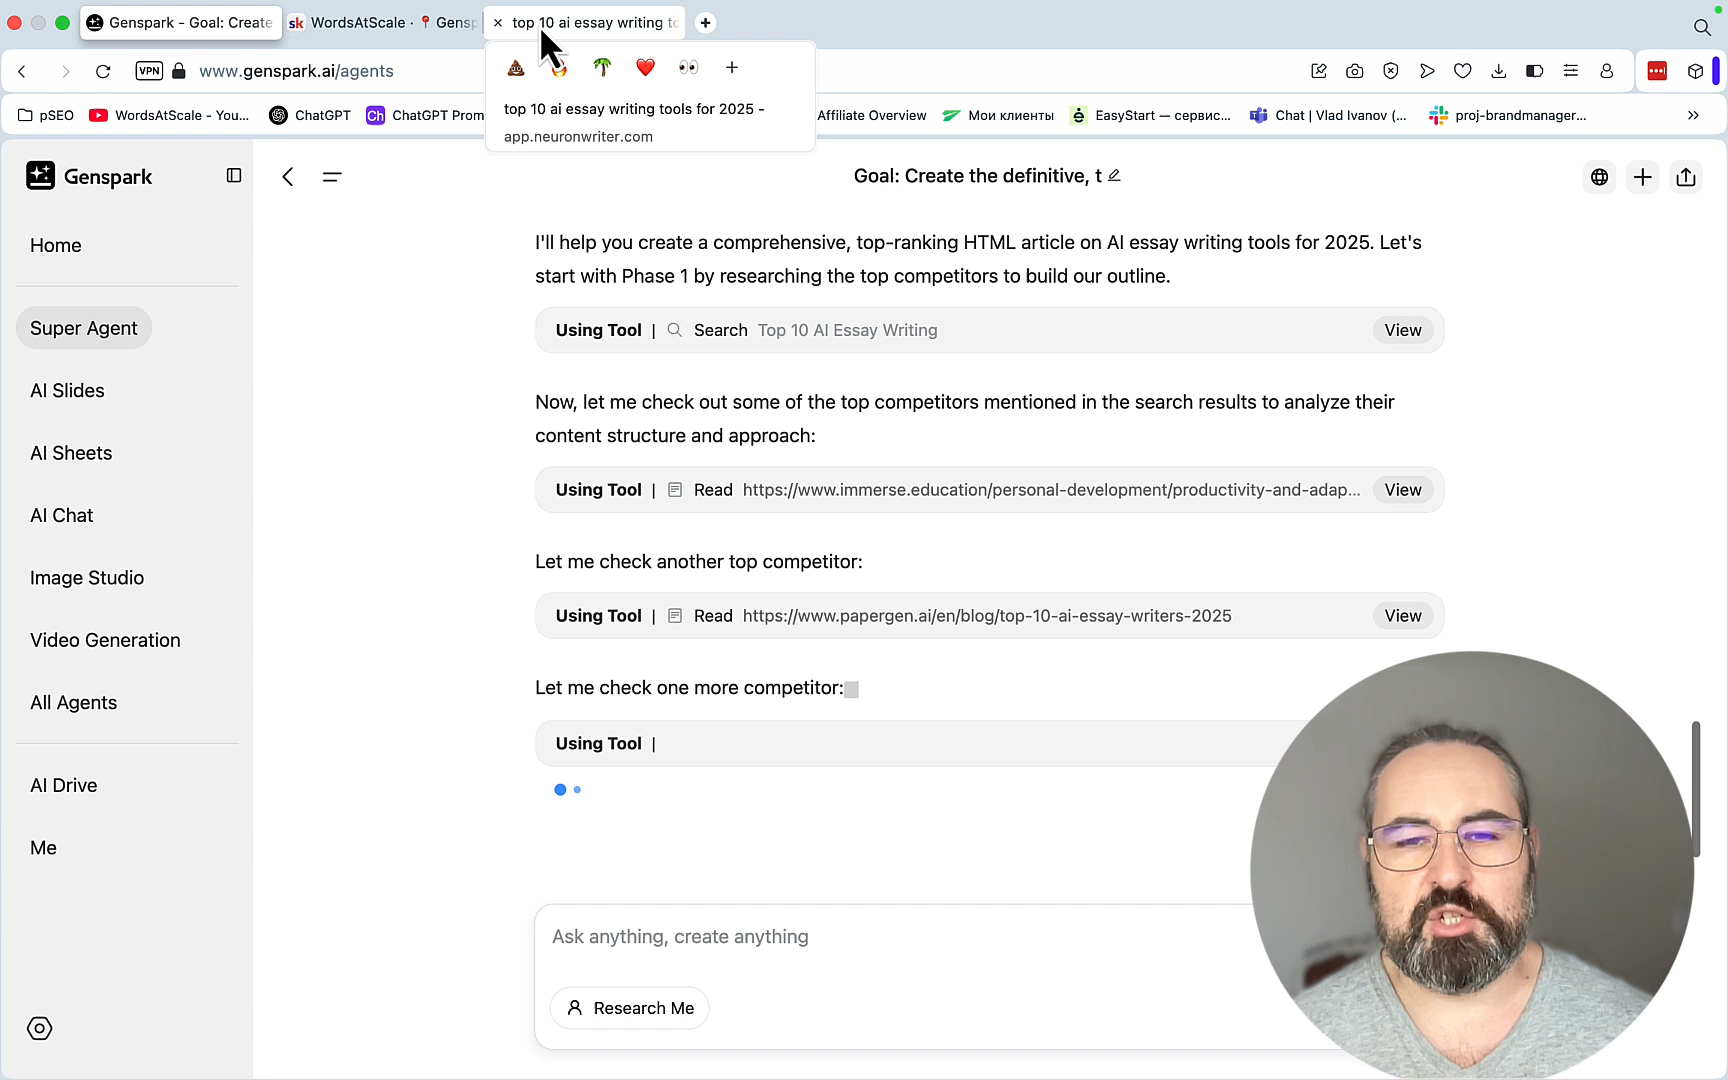 Genspark - Goal: Create
sk WordsAtScale · 📍 Gensp
× top 10 ai essay writing to
VPN
www.genspark.ai/agents
pSEO
WordsAtScale - You...
ChatGPT
Ch ChatGPT Prom
Affiliate Overview
Мои клиенты
EasyStart — сервис...
Chat | Vlad Ivanov (...
proj-brandmanager...
top 10 ai essay writing tools for 2025 -
app.neuronwriter.com
Genspark
Goal: Create the definitive, t
Home
Super Agent
AI Slides
AI Sheets
AI Chat
Image Studio
Video Generation
All Agents
AI Drive
Me
I'll help you create a comprehensive, top-ranking HTML article on AI essay writing tools for 2025. Let's
start with Phase 1 by researching the top competitors to build our outline.
Using Tool | Search Top 10 AI Essay Writing View
Now, let me check out some of the top competitors mentioned in the search results to analyze their
content structure and approach:
Using Tool | Read https://www.immerse.education/personal-development/productivity-and-adap... View
Let me check another top competitor:
Using Tool | Read https://www.papergen.ai/en/blog/top-10-ai-essay-writers-2025 View
Let me check one more competitor:
Using Tool |
Ask anything, create anything
Research Me